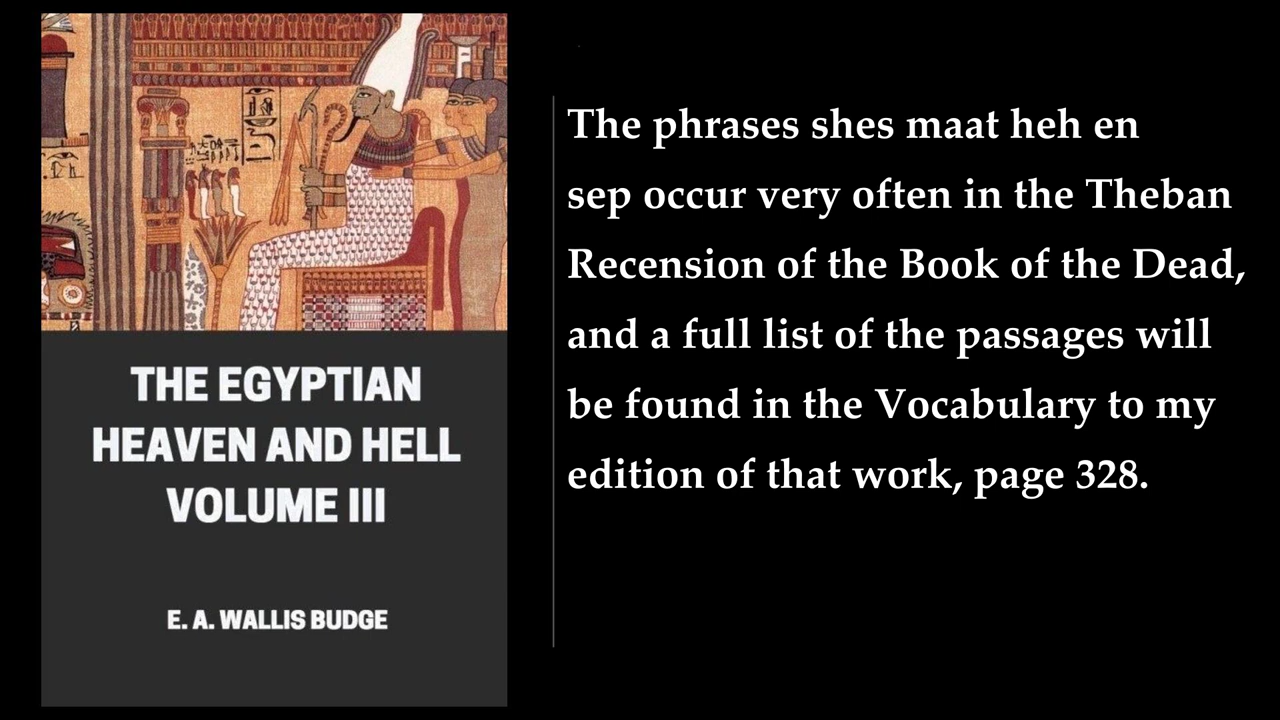 THE EGYPTIAN
HEAVEN AND HELL
VOLUME III
E. A. WALLIS BUDGE
The phrases shes maat heh en
sep occur very often in the Theban
Recension of the Book of the Dead,
and a full list of the passages will
be found in the Vocabulary to my
edition of that work, page 328.